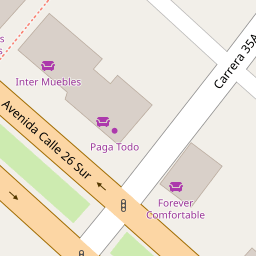 s
s
Inter Muebles
Carrera 35A
Avenida Calle 26 Sur
Paga Todo
Forever
Comfortable